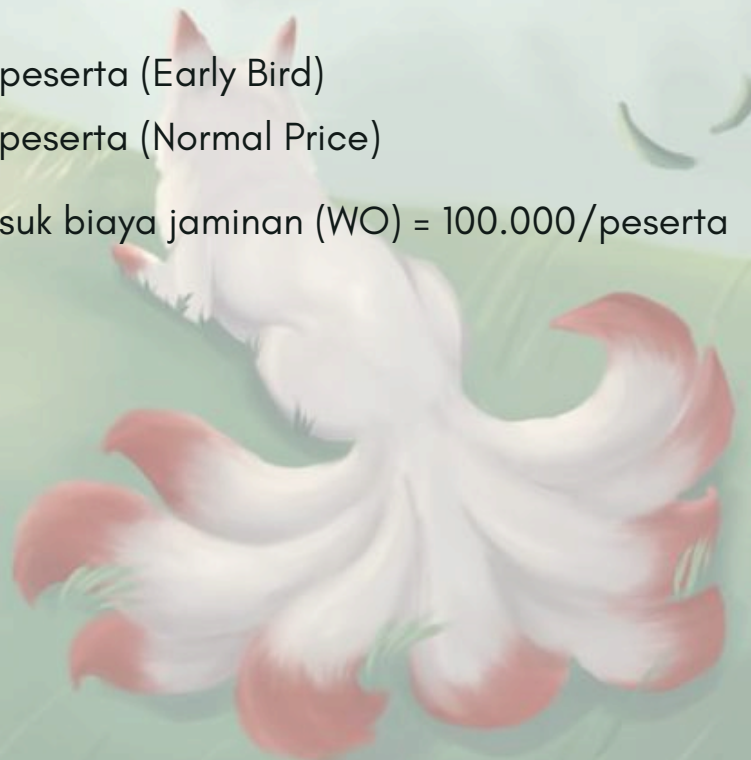 peserta (Early Bird)
peserta (Normal Price)
suk biaya jaminan (WO) = 100.000/peserta